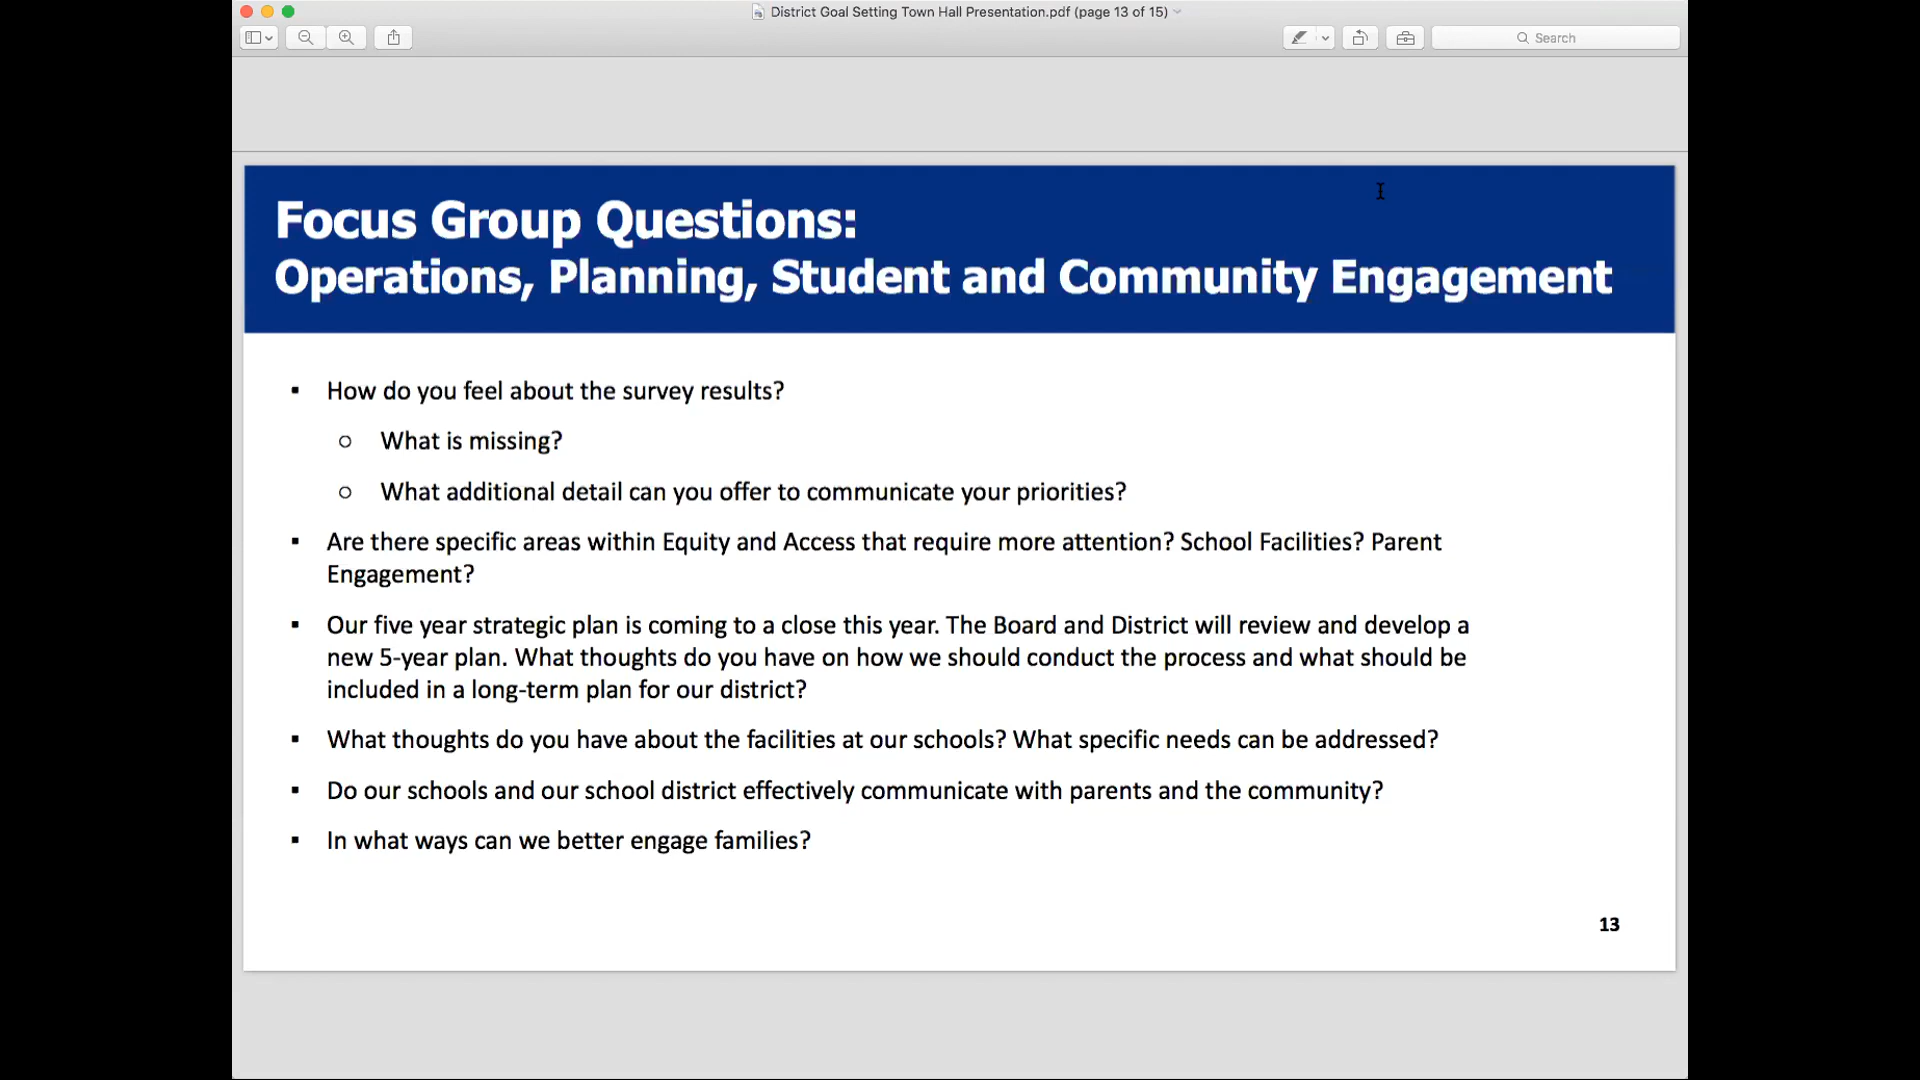 District Goal Setting Town Hall Presentation.pdf (page 13 of 15)
Search
Focus Group Questions:
Operations, Planning, Student and Community Engagement
▪ How do you feel about the survey results?
○ What is missing?
○ What additional detail can you offer to communicate your priorities?
▪ Are there specific areas within Equity and Access that require more attention? School Facilities? Parent
Engagement?
▪ Our five year strategic plan is coming to a close this year. The Board and District will review and develop a
new 5-year plan. What thoughts do you have on how we should conduct the process and what should be
included in a long-term plan for our district?
▪ What thoughts do you have about the facilities at our schools? What specific needs can be addressed?
▪ Do our schools and our school district effectively communicate with parents and the community?
▪ In what ways can we better engage families?
13